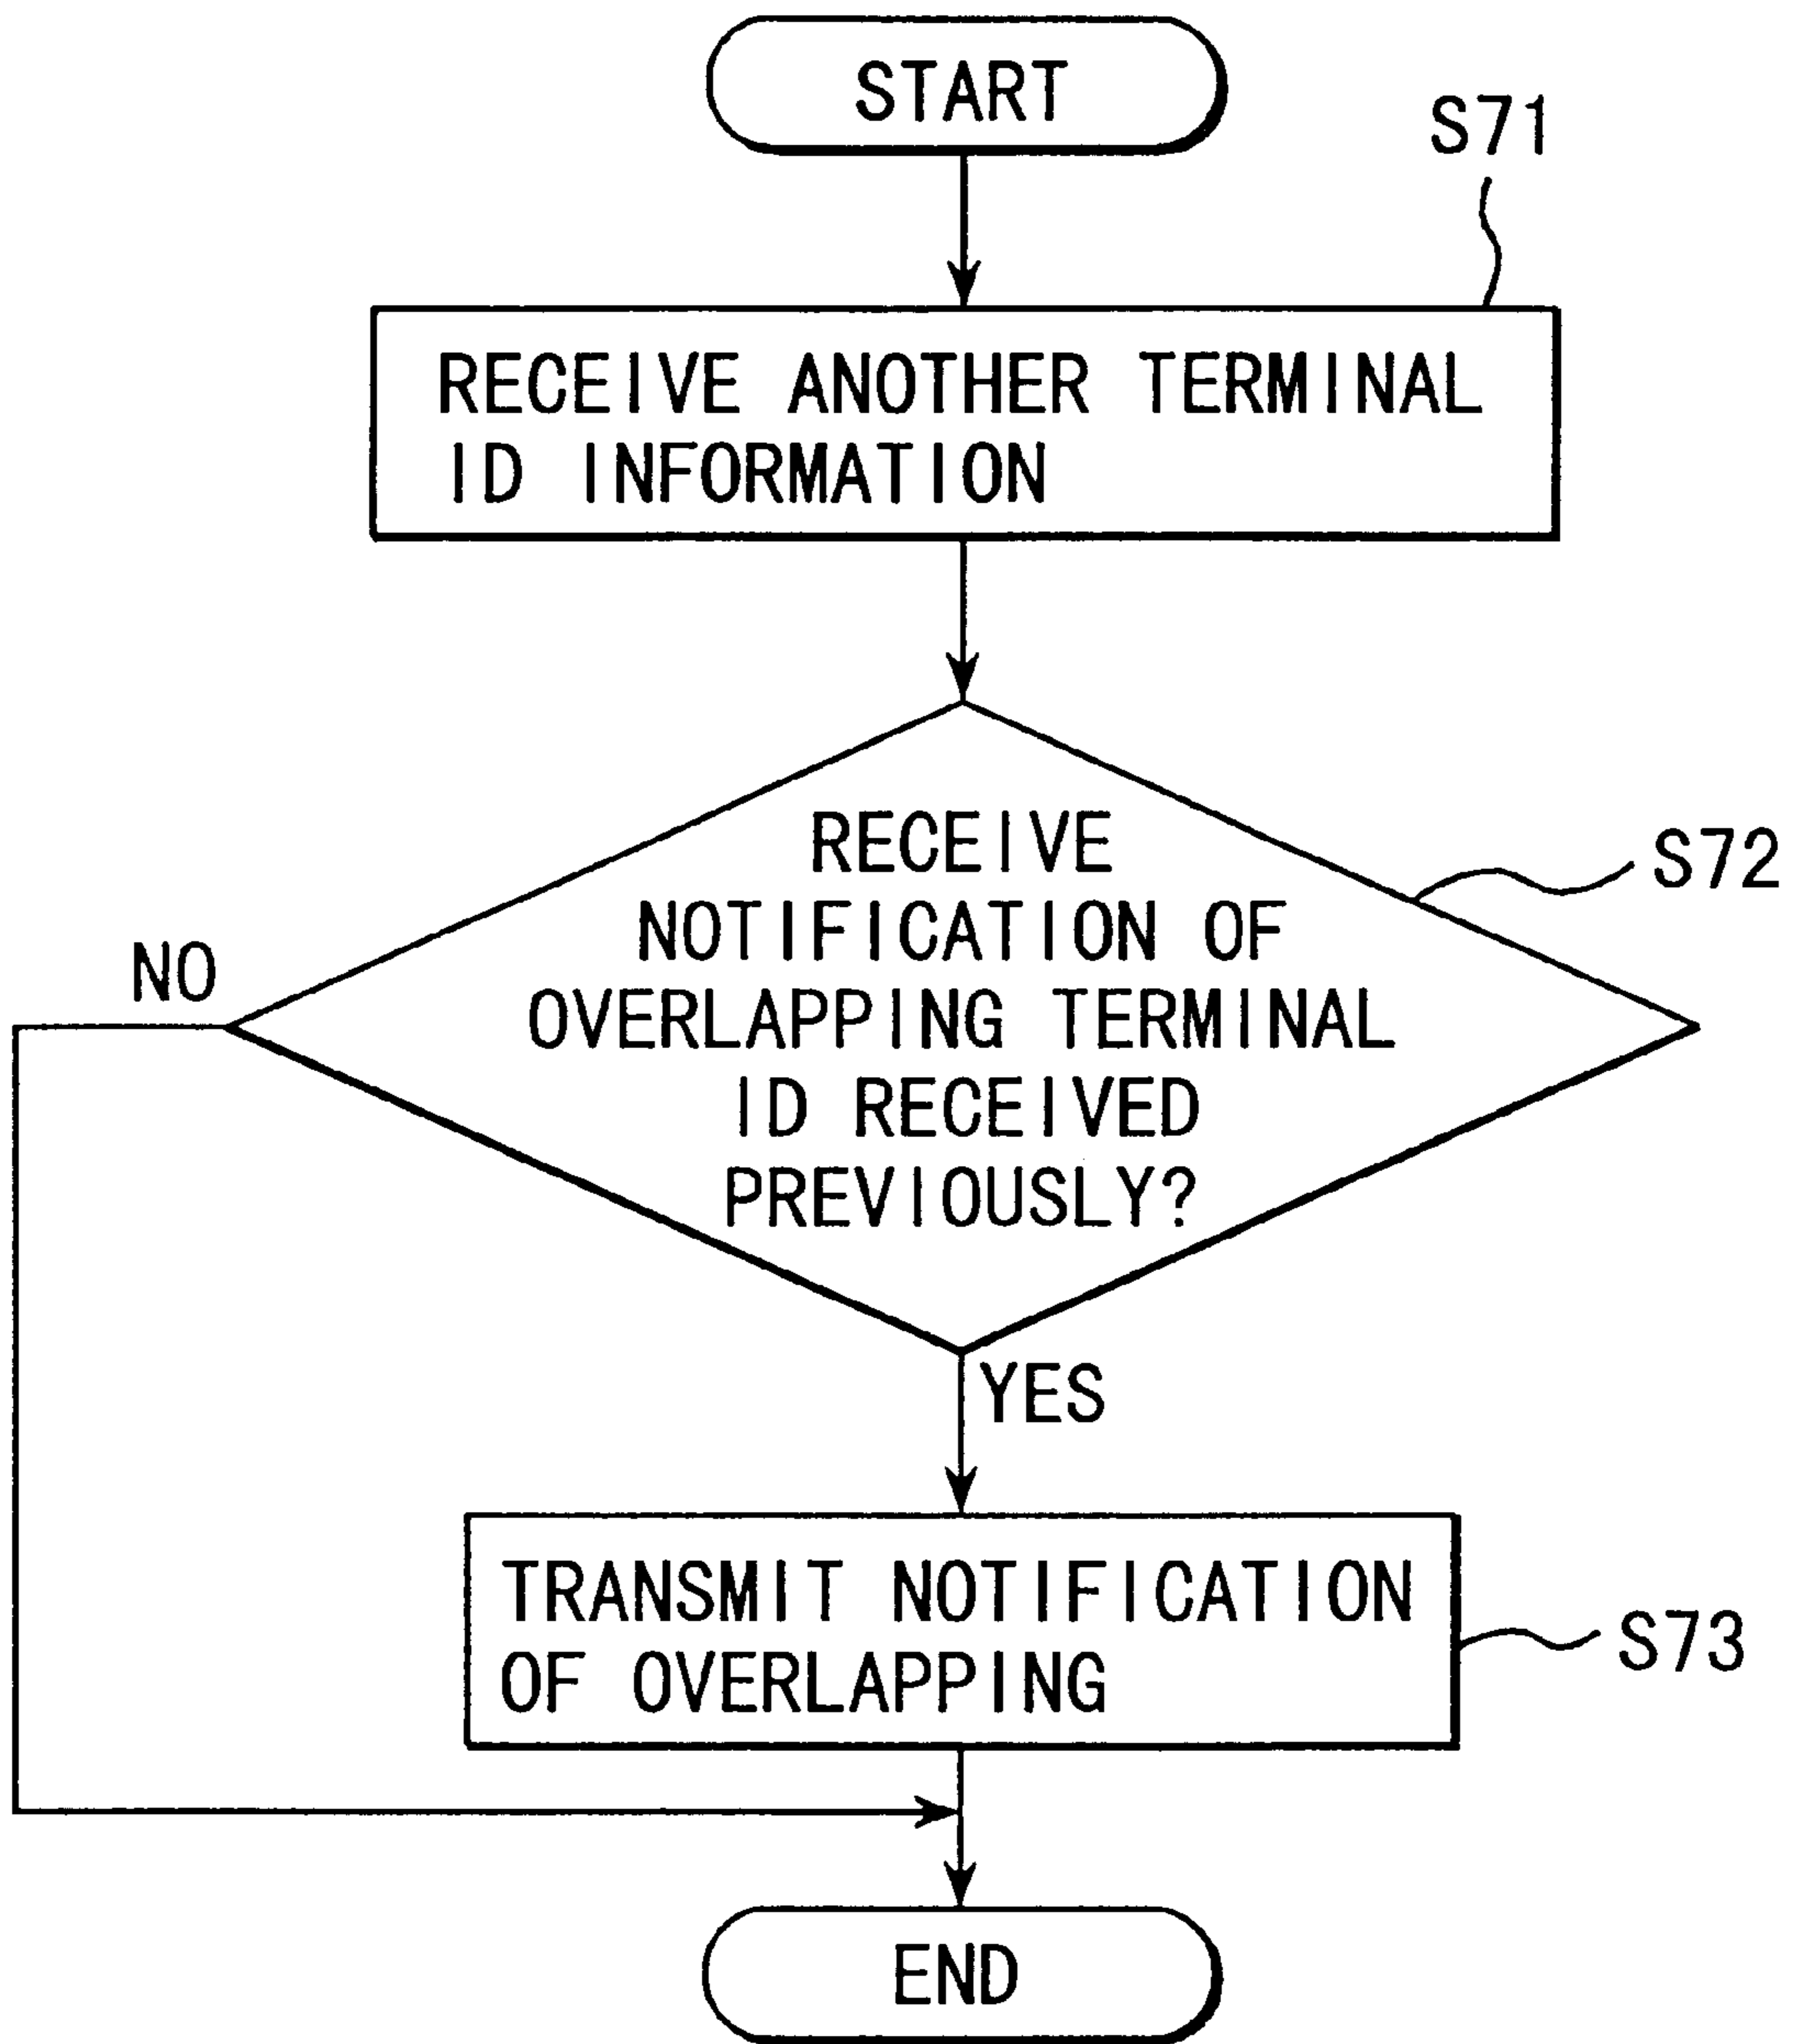 START
S71
RECEIVE ANOTHER TERMINAL
ID INFORMATION
RECEIVE
NOTIFICATION OF
OVERLAPPING TERMINAL
ID RECEIVED
PREVIOUSLY?
S72
NO
YES
TRANSMIT NOTIFICATION
OF OVERLAPPING
S73
END